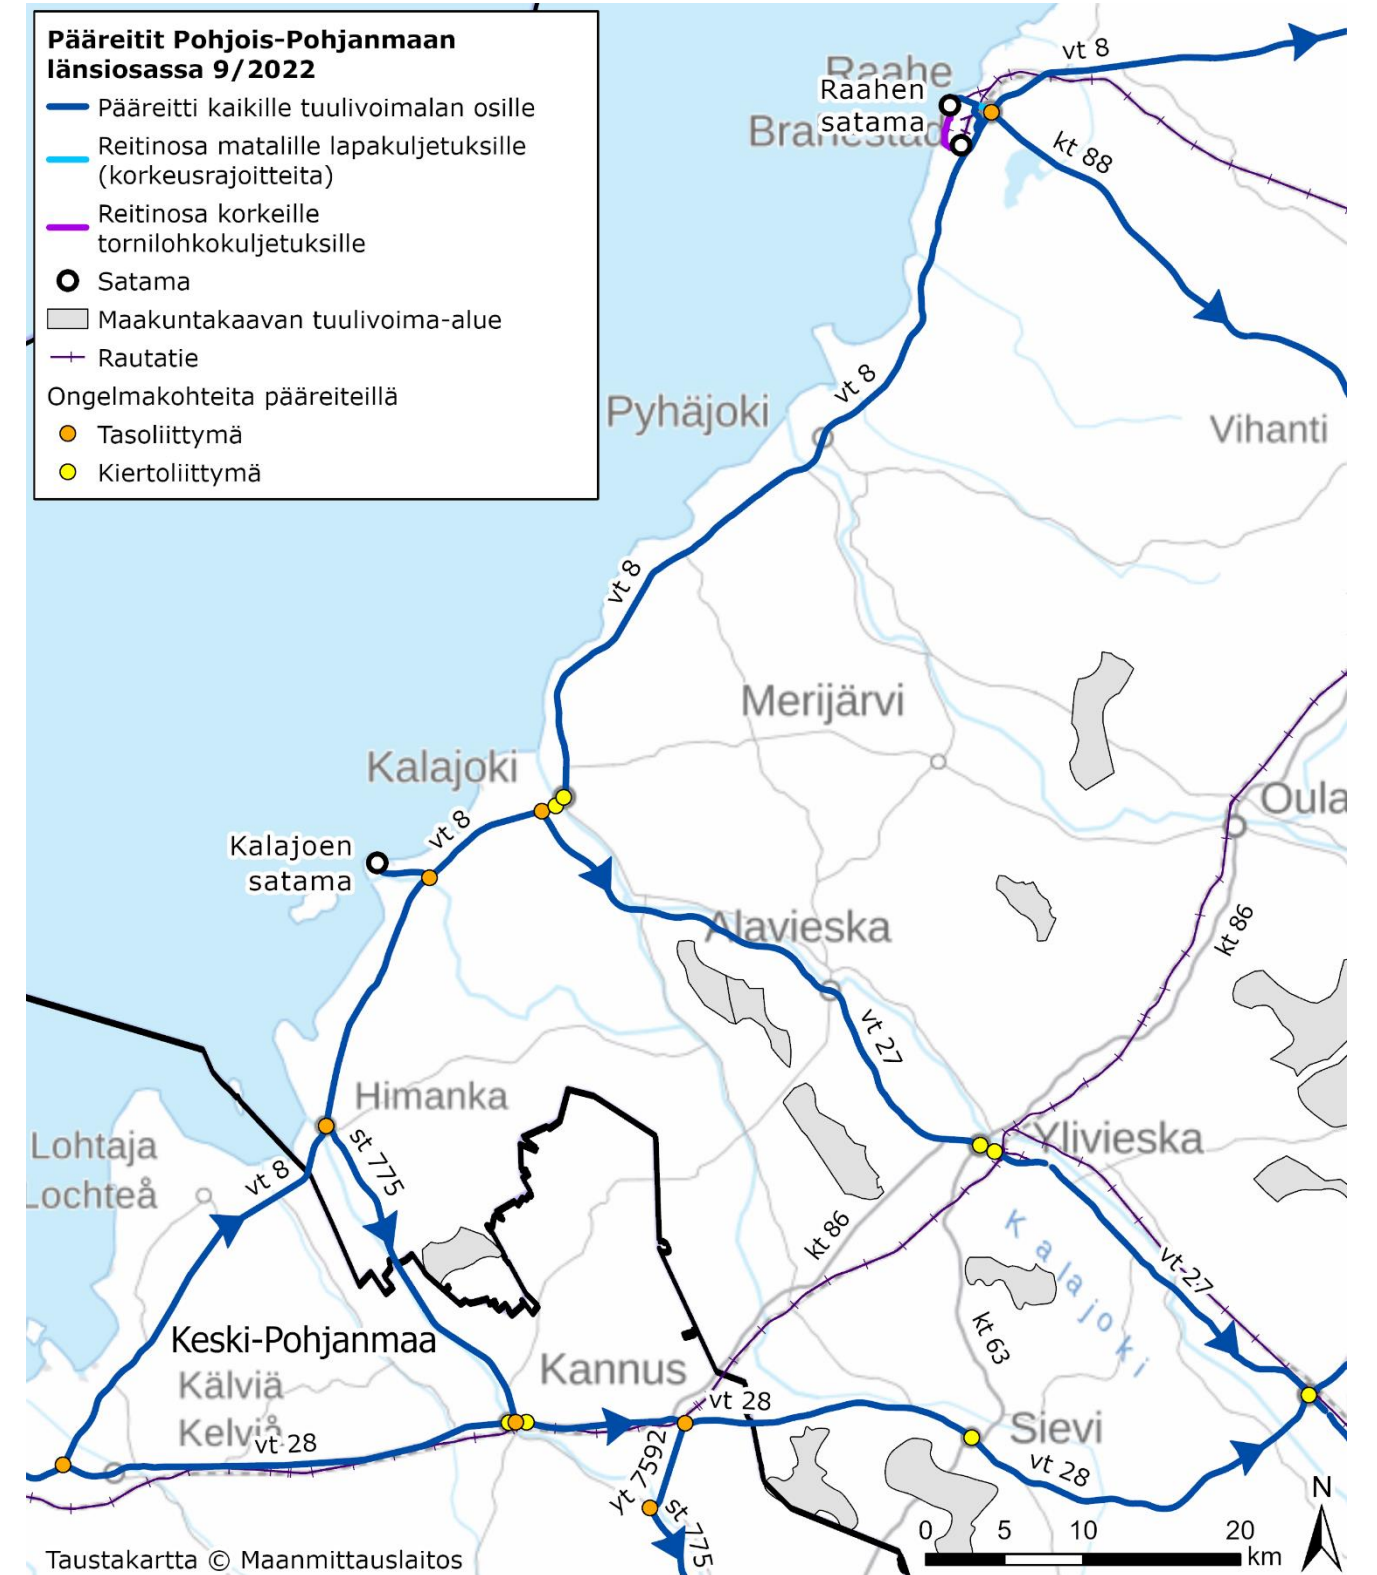 Pääreitit Pohjois-Pohjanmaan
länsiosassa 9/2022
Pääreitti kaikille tuulivoimalan osille
Reitinosa matalille lapakuljetuksille
(korkeusrajoitteita)
Reitinosa korkeille
tornilohkokuljetuksille
Satama
Maakuntakaavan tuulivoima-alue
Rautatie
Ongelmakohteita pääreiteillä
Tasoliittymä
Kiertoliittymä
vt 8
Raahe
Raahen
satama
Brahestad
kt 88
vt 8
Pyhäjoki
Vihanti
vt 8
Merijärvi
Kalajoki
Oula
vt 8
Kalajoen
satama
Alavieska
kt 86
vt 27
Himanka
Ylivieska
Lohtaja
Lochteå
vt 8
st 775
kt 86
Kalajoki
vt 27
kt 63
Keski-Pohjanmaa
Kannus
Kälviä
Kelviå
vt 28
vt 28
Sievi
vt 28
yt 7592
st 775
N
0 5 10 20
km
Taustakartta © Maanmittauslaitos